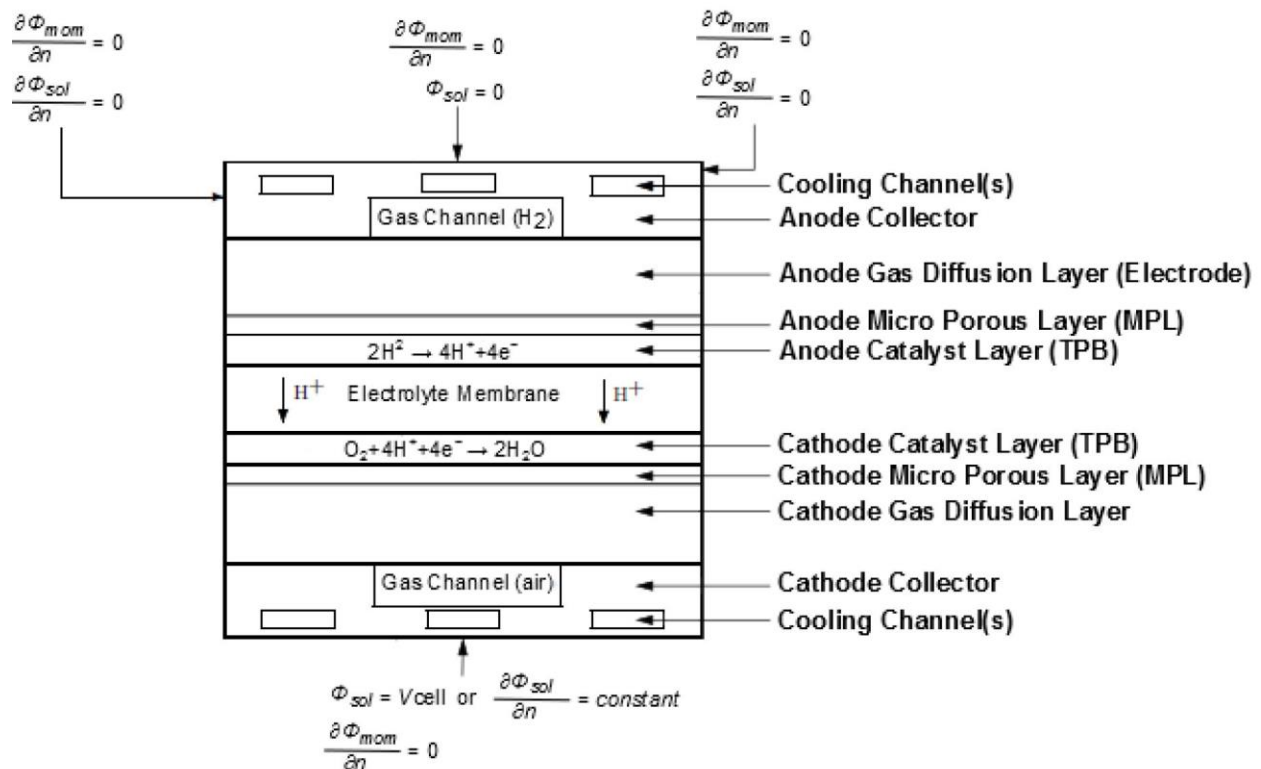 ∂Φmom/∂n = 0
∂Φsol/∂n = 0
∂Φmom/∂n = 0
Φsol = 0
∂Φmom/∂n = 0
∂Φsol/∂n = 0
Cooling Channel(s)
Gas Channel (H2)
Anode Collector
Anode Gas Diffusion Layer (Electrode)
Anode Micro Porous Layer (MPL)
2H² → 4H⁺+4e⁻
Anode Catalyst Layer (TPB)
H⁺ Electrolyte Membrane H⁺
O₂+4H⁺+4e⁻ → 2H₂O
Cathode Catalyst Layer (TPB)
Cathode Micro Porous Layer (MPL)
Cathode Gas Diffusion Layer
Gas Channel (air)
Cathode Collector
Cooling Channel(s)
Φsol = Vcell or ∂Φsol/∂n = constant
∂Φmom/∂n = 0